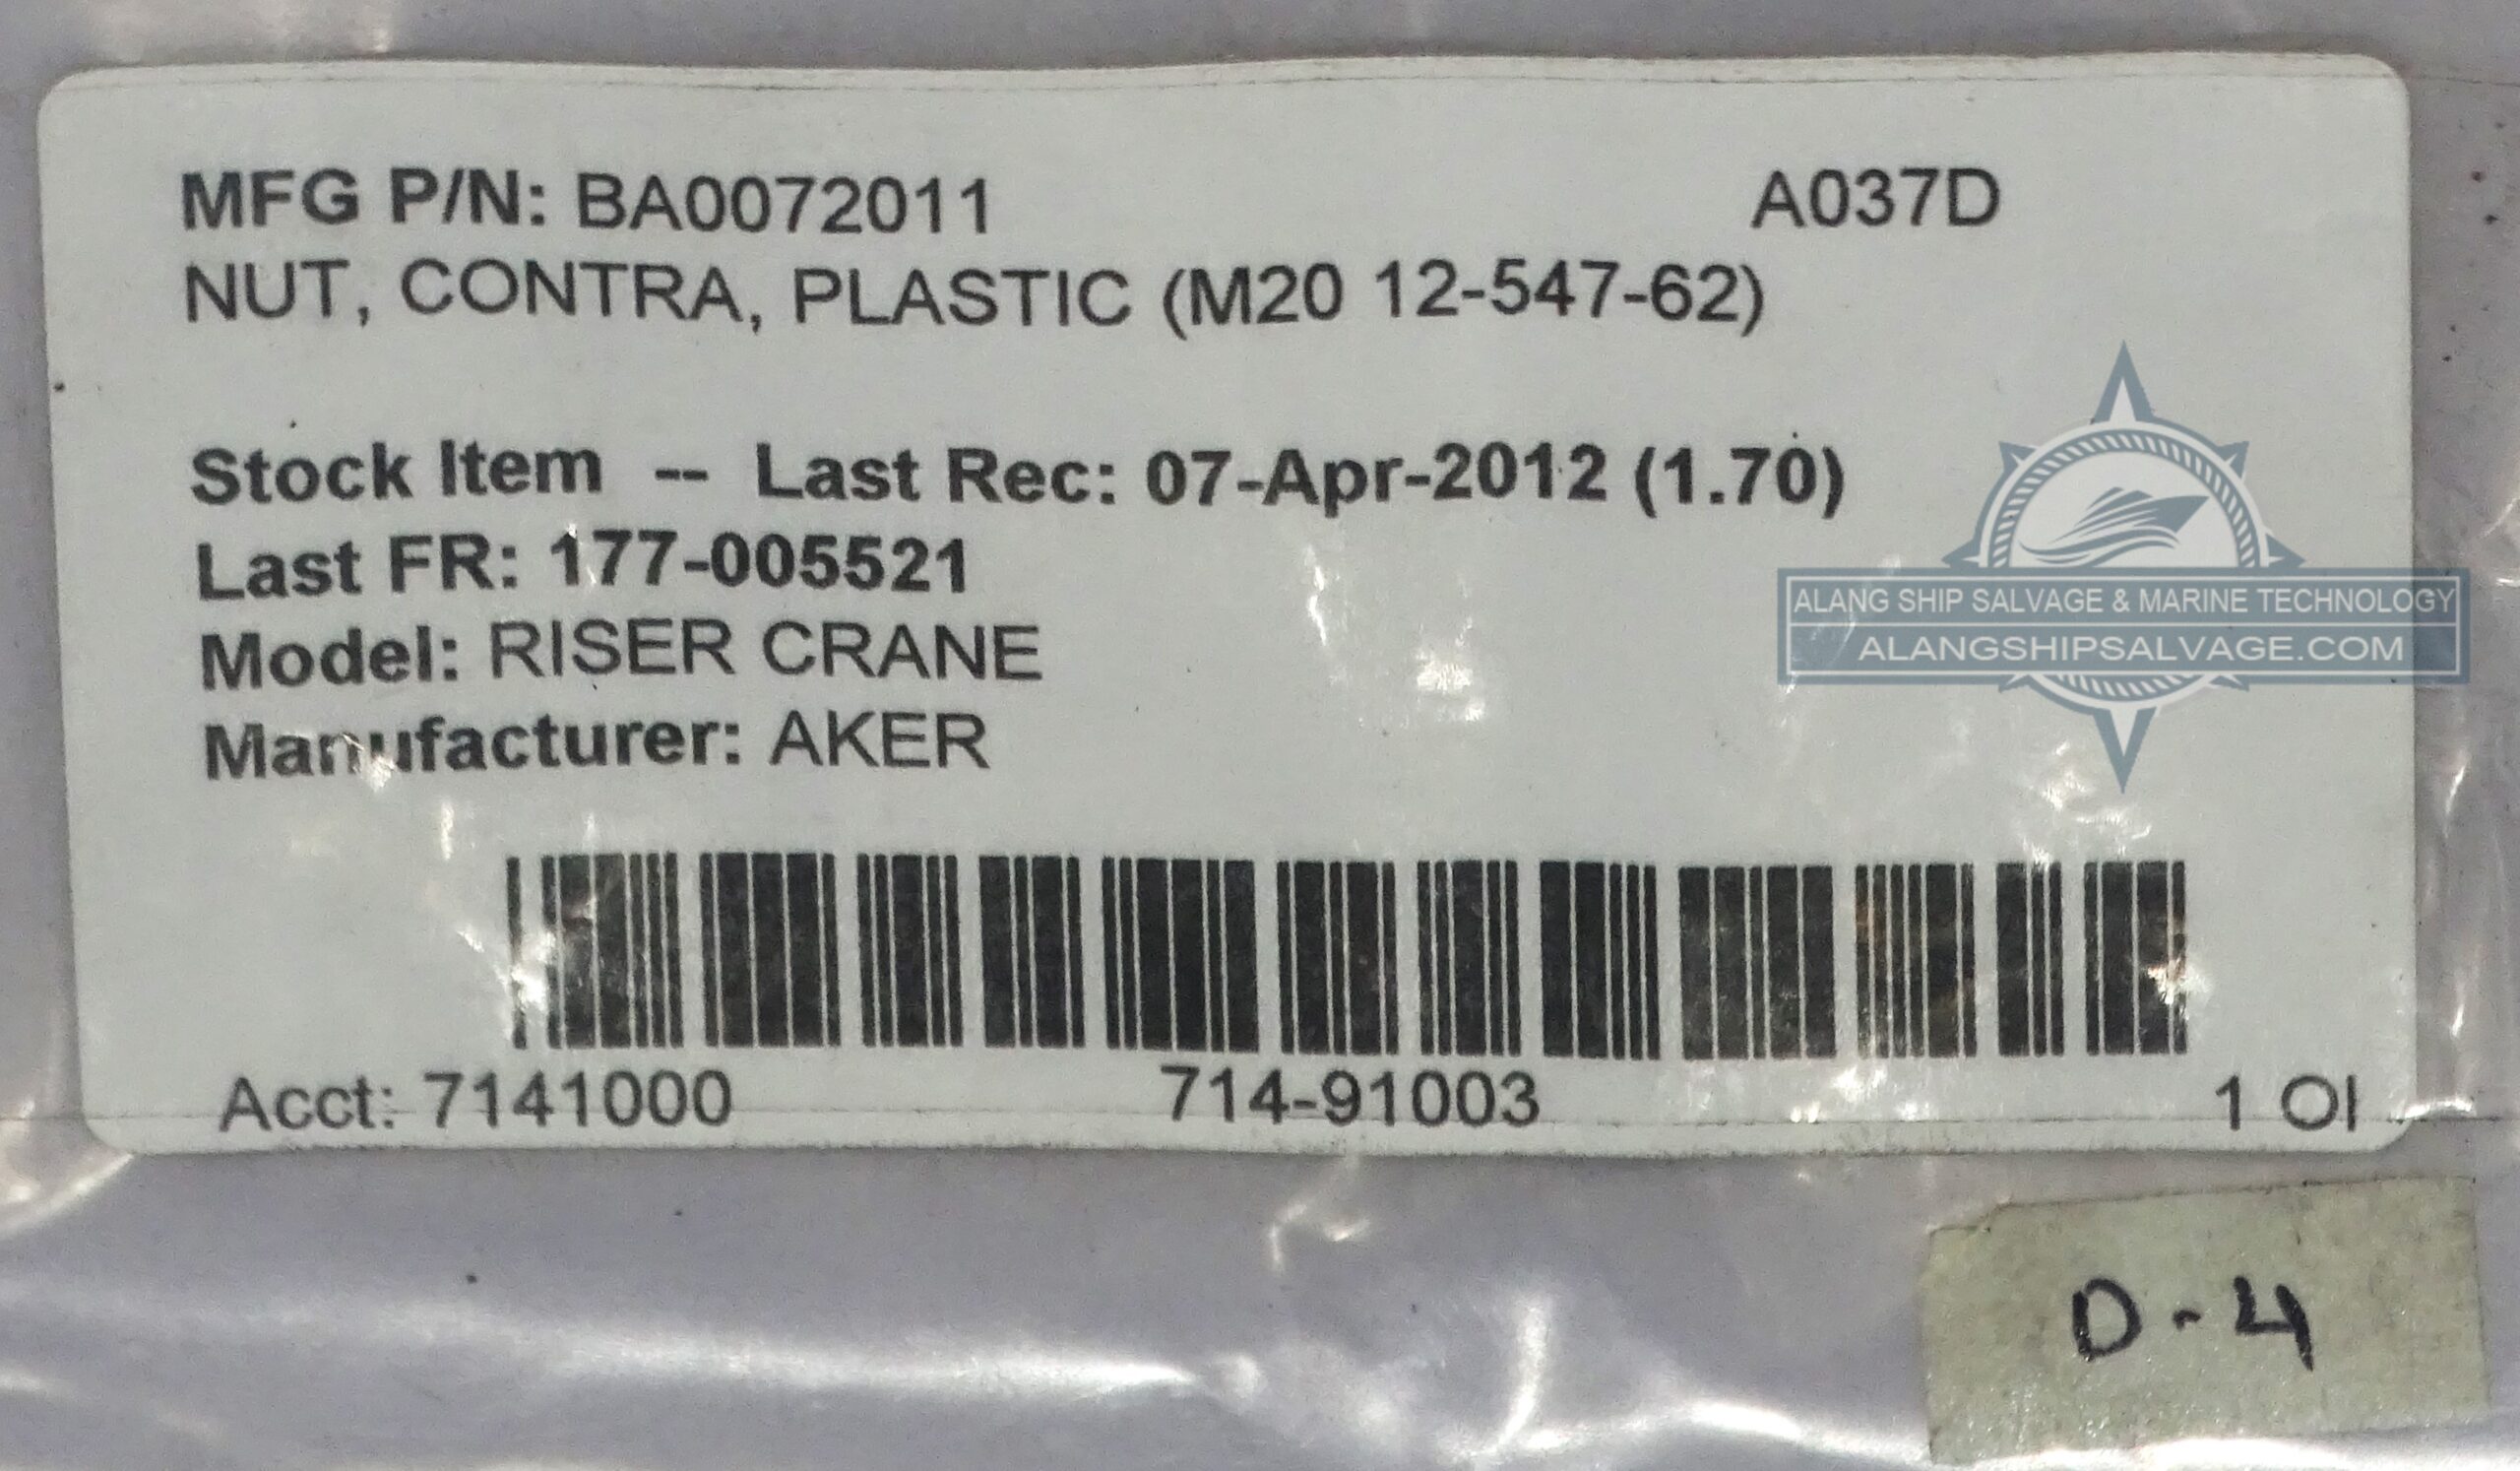 MFG P/N: BA0072011 A037D
NUT, CONTRA, PLASTIC (M20 12-547-62)
Stock Item -- Last Rec: 07-Apr-2012 (1.70)
Last FR: 177-005521
Model: RISER CRANE
Manufacturer: AKER
ALANG SHIP SALVAGE & MARINE TECHNOLOGY
ALANGSHIPSALVAGE.COM
Acct: 7141000 714-91003 1 OI
D-4